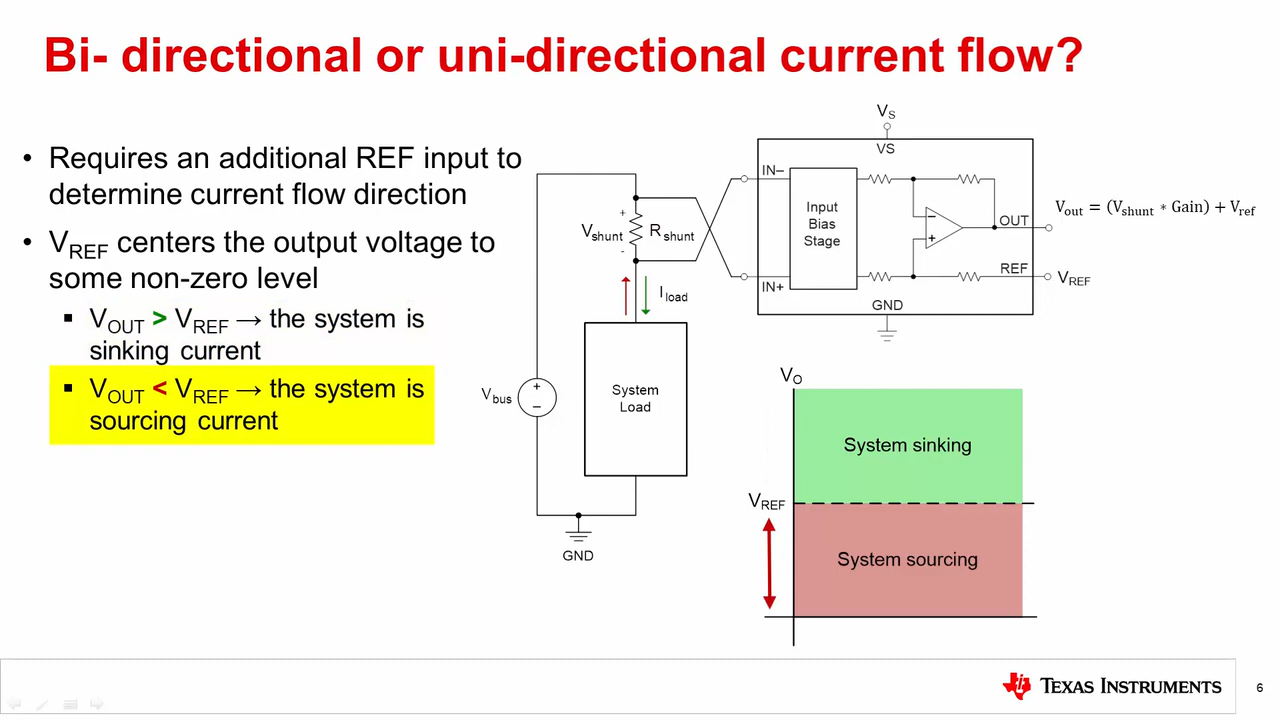 Bi- directional or uni-directional current flow?
• Requires an additional REF input to
determine current flow direction
• VREF centers the output voltage to
some non-zero level
▪ VOUT > VREF → the system is
sinking current
▪ VOUT < VREF → the system is
sourcing current
VS
VS
IN–
Input
Bias
Stage
IN+
–
+
OUT
REF
GND
Vout = (Vshunt ∗ Gain) + Vref
VREF
+
Vshunt
-
Rshunt
Iload
Vbus
+
–
System
Load
GND
VO
System sinking
VREF
System sourcing
TEXAS INSTRUMENTS
6